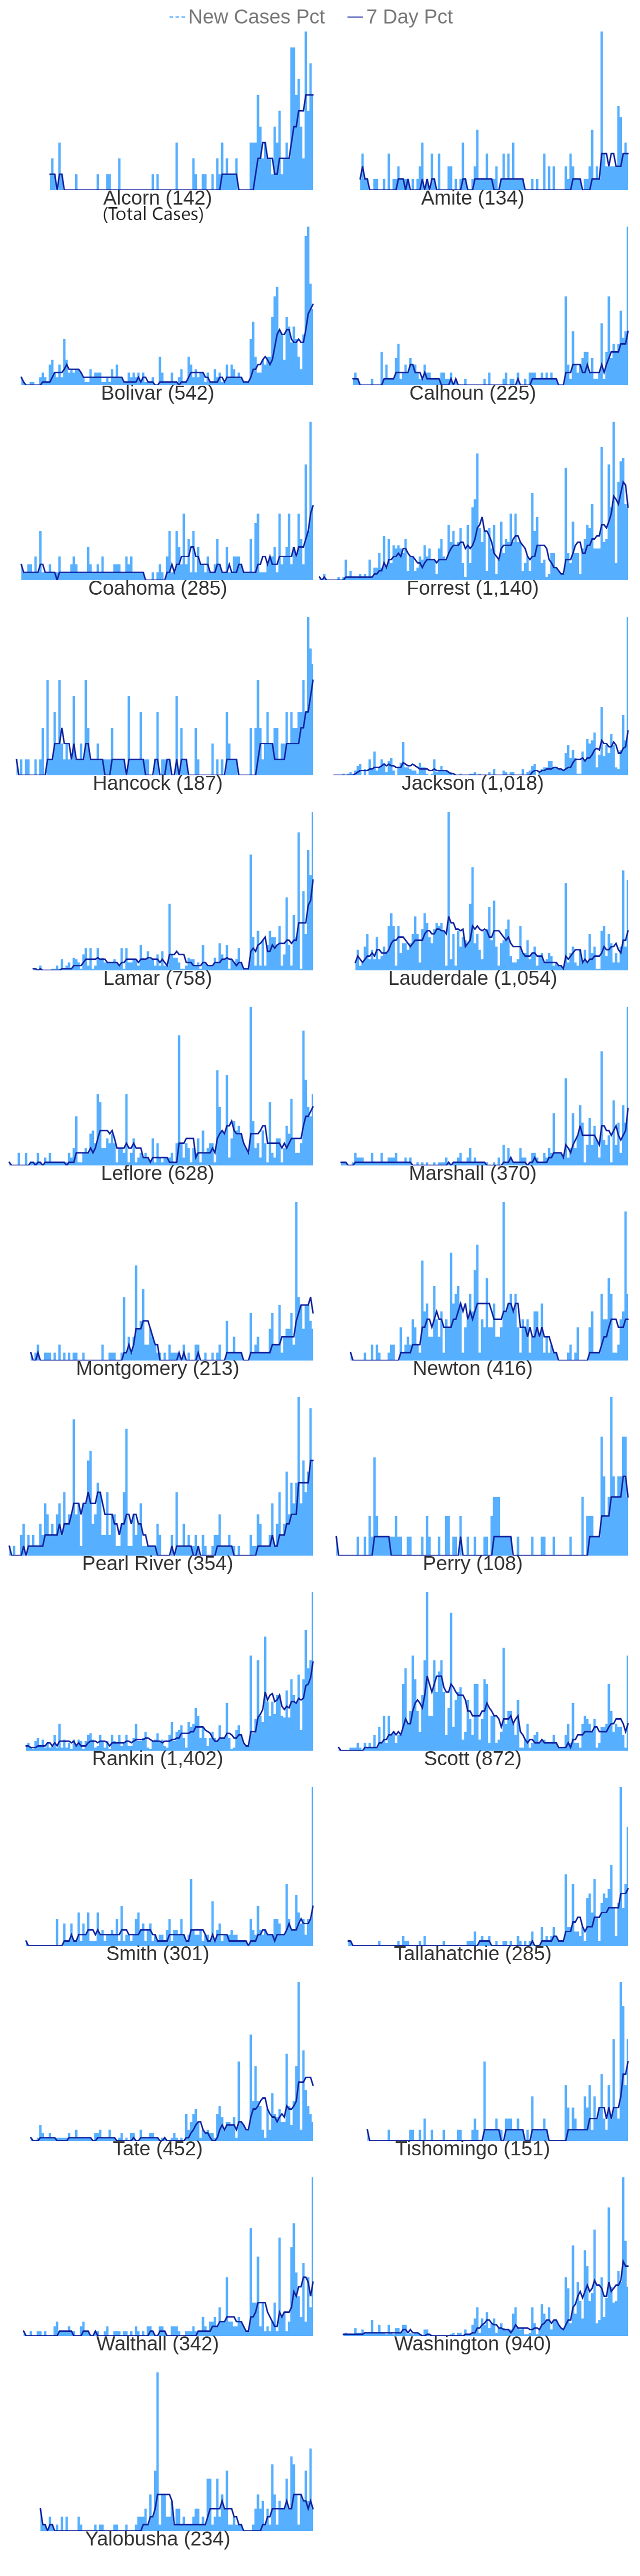 New Cases Pct 7 Day Pct
Alcorn (142) Amite (134)
(Total Cases)
Bolivar (542) Calhoun (225)
Coahoma (285) Forrest (1,140)
Hancock (187) Jackson (1,018)
Lamar (758) Lauderdale (1,054)
Leflore (628) Marshall (370)
Montgomery (213) Newton (416)
Pearl River (354) Perry (108)
Rankin (1,402) Scott (872)
Smith (301) Tallahatchie (285)
Tate (452) Tishomingo (151)
Walthall (342) Washington (940)
Yalobusha (234)